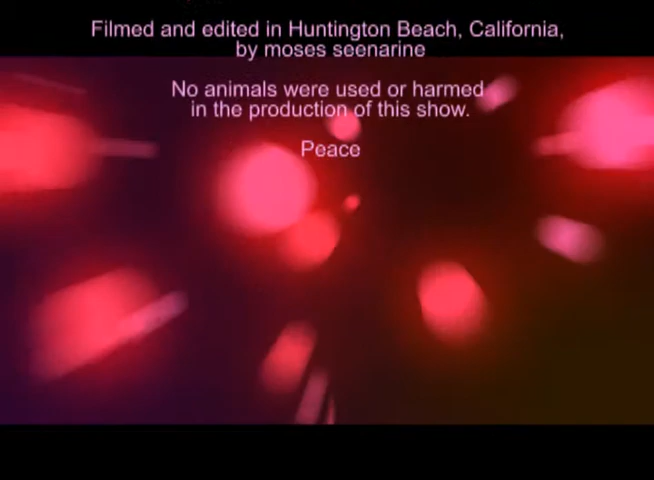 Filmed and edited in Huntington Beach, California,
by moses seenarine
No animals were used or harmed
in the production of this show.
Peace